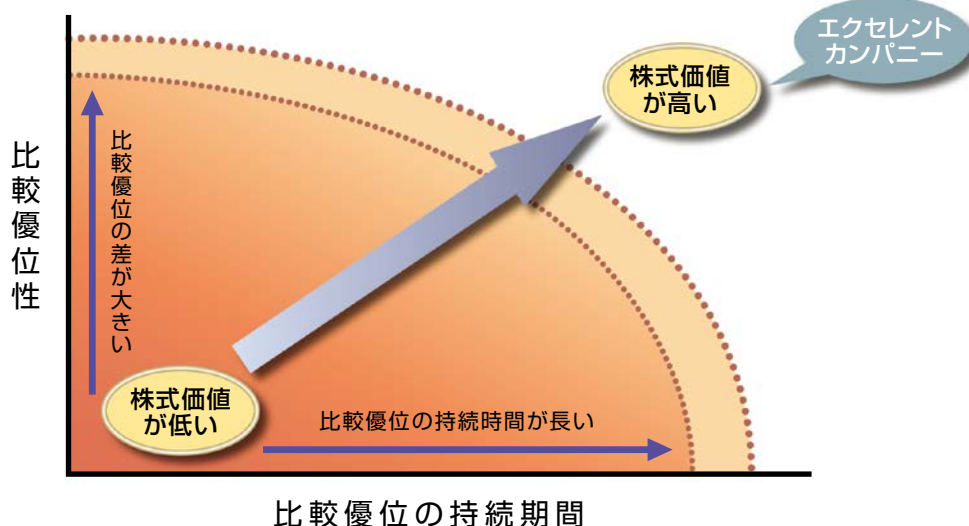 エクセレント
カンパニー
株式価値
が高い
比較優位性
比較優位の差が大きい
株式価値
が低い
比較優位の持続時間が長い
比較優位の持続期間